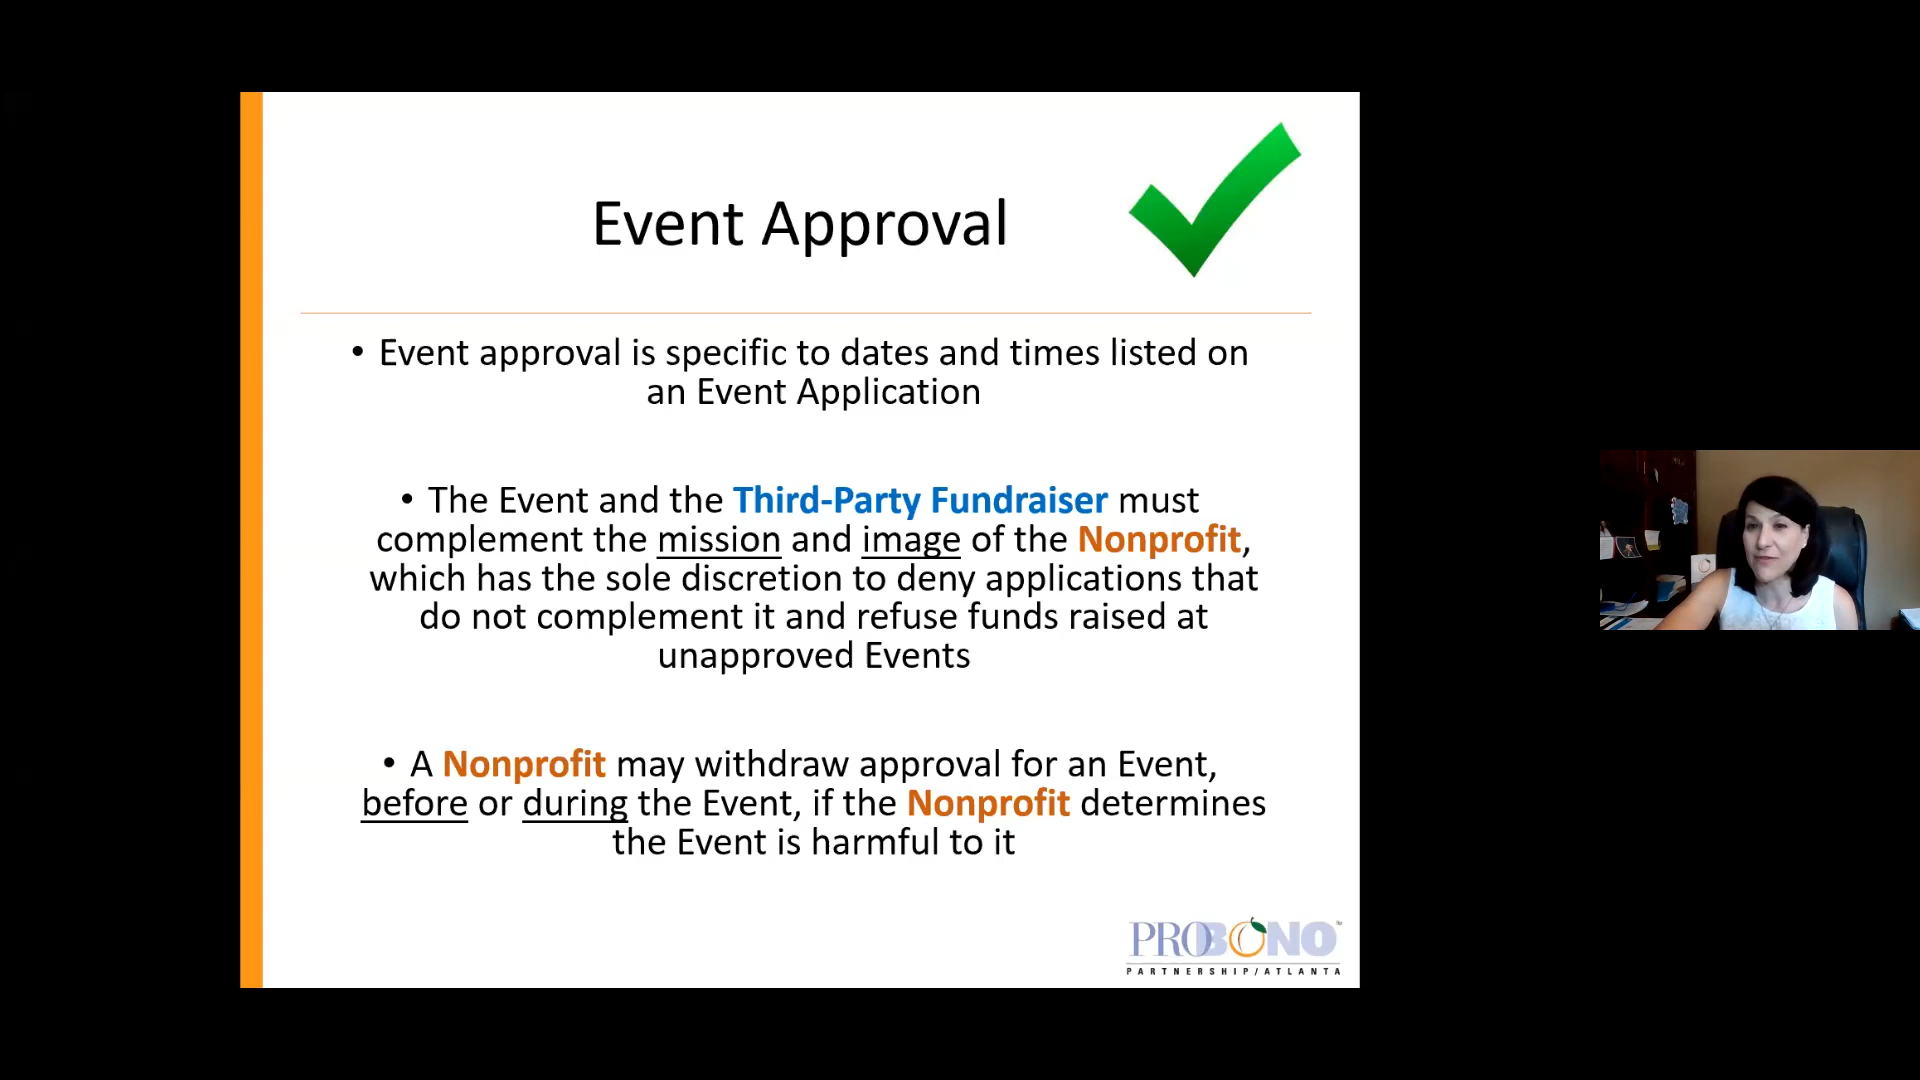 Event Approval
• Event approval is specific to dates and times listed on
an Event Application
• The Event and the Third-Party Fundraiser must
complement the mission and image of the Nonprofit,
which has the sole discretion to deny applications that
do not complement it and refuse funds raised at
unapproved Events
• A Nonprofit may withdraw approval for an Event,
before or during the Event, if the Nonprofit determines
the Event is harmful to it
PROBONO™
PARTNERSHIP/ATLANTA